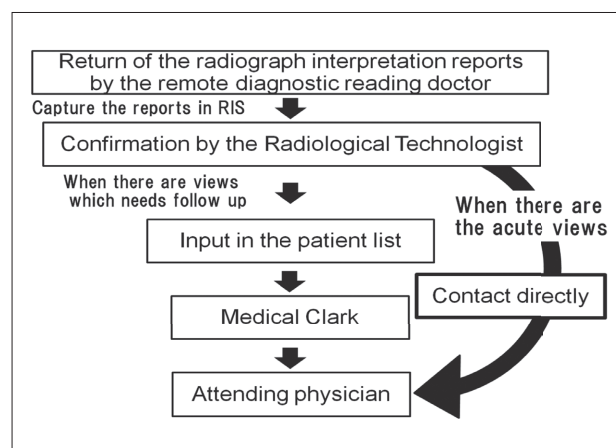 Return of the radiograph interpretation reports
by the remote diagnostic reading doctor
Capture the reports in RIS
Confirmation by the Radiological Technologist
When there are views
which needs follow up
When there are
the acute views
Input in the patient list
Contact directly
Medical Clark
Attending physician